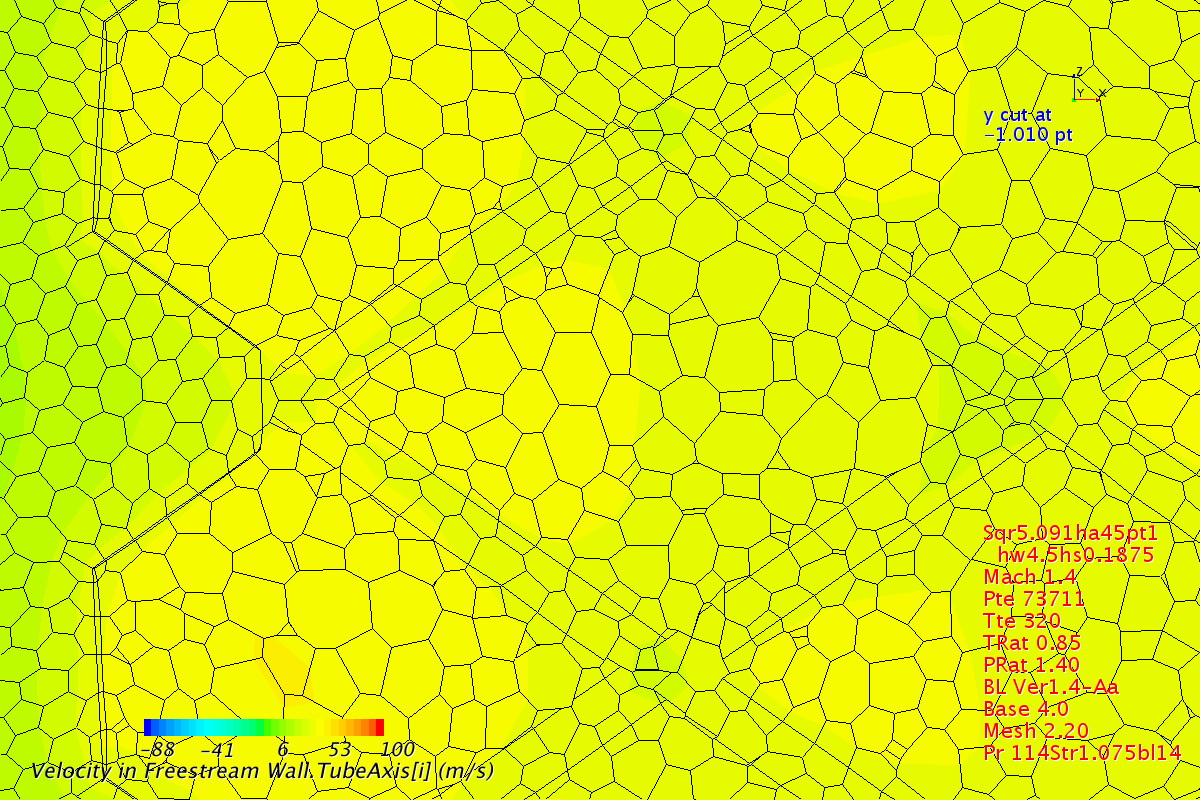 Z
Y X
y cut at
-1.010 pt
Sqr5.091ha45pt1
hw4.5hs0.1875
Mach 1.4
Pte 73711
Tte 320
TRat 0.85
PRat 1.40
BL Ver1.4-Aa
Base 4.0
Mesh 2.20
Pr 114Str1.075bl14
-88 -41 6 53 100
Velocity in Freestream Wall.TubeAxis[i] (m/s)